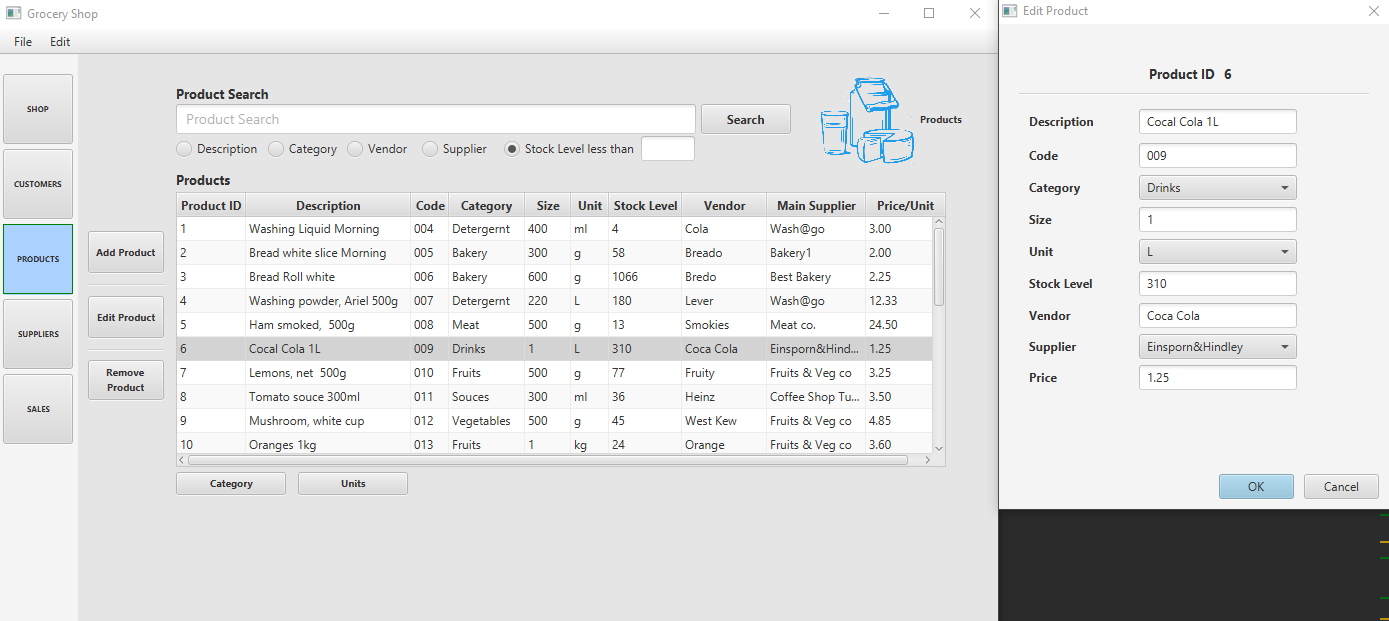 Grocery Shop
File Edit
SHOP
CUSTOMERS
PRODUCTS
SUPPLIERS
SALES
Add Product
Edit Product
Remove
Product
Product Search
Product Search Search
Description Category Vendor Supplier Stock Level less than
Products
Products
Product ID Description Code Category Size Unit Stock Level Vendor Main Supplier Price/Unit
1 Washing Liquid Morning 004 Detergernt 400 ml 4 Cola Wash@go 3.00
2 Bread white slice Morning 005 Bakery 300 g 58 Breado Bakery1 2.00
3 Bread Roll white 006 Bakery 600 g 1066 Bredo Best Bakery 2.25
4 Washing powder, Ariel 500g 007 Detergernt 220 L 180 Lever Wash@go 12.33
5 Ham smoked, 500g 008 Meat 500 g 13 Smokies Meat co. 24.50
6 Cocal Cola 1L 009 Drinks 1 L 310 Coca Cola Einsporn&Hind... 1.25
7 Lemons, net 500g 010 Fruits 500 g 77 Fruity Fruits & Veg co 3.25
8 Tomato souce 300ml 011 Souces 300 ml 36 Heinz Coffee Shop Tu... 3.50
9 Mushroom, white cup 012 Vegetables 500 g 45 West Kew Fruits & Veg co 4.85
10 Oranges 1kg 013 Fruits 1 kg 24 Orange Fruits & Veg co 3.60
Category Units
Edit Product
Product ID 6
Description Cocal Cola 1L
Code 009
Category Drinks
Size 1
Unit L
Stock Level 310
Vendor Coca Cola
Supplier Einsporn&Hindley
Price 1.25
OK Cancel